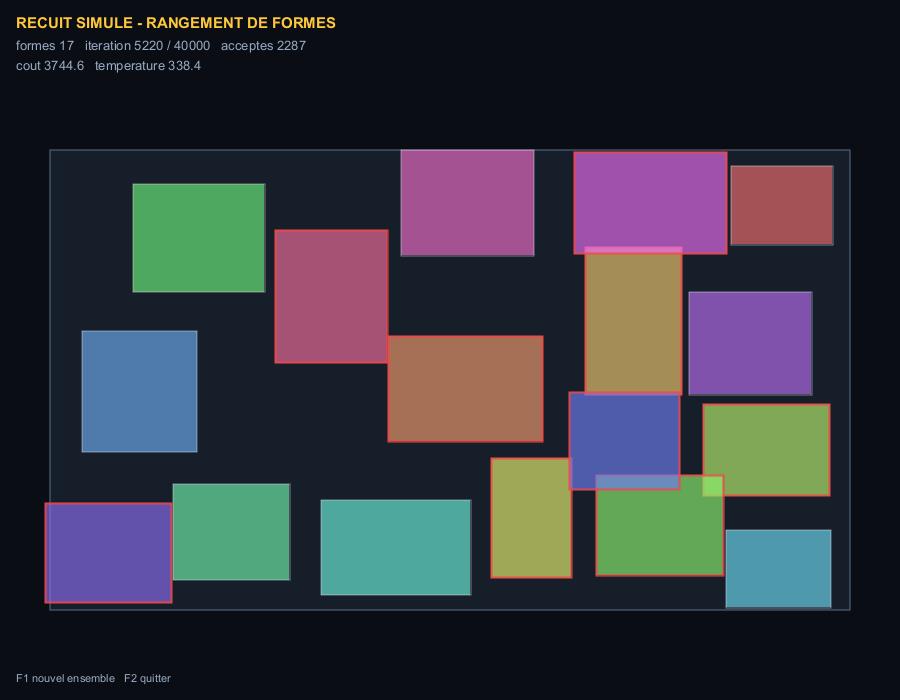 RECUIT SIMULE - RANGEMENT DE FORMES
formes 17   iteration 5220 / 40000   acceptes 2287
cout 3744.6   temperature 338.4
F1 nouvel ensemble   F2 quitter